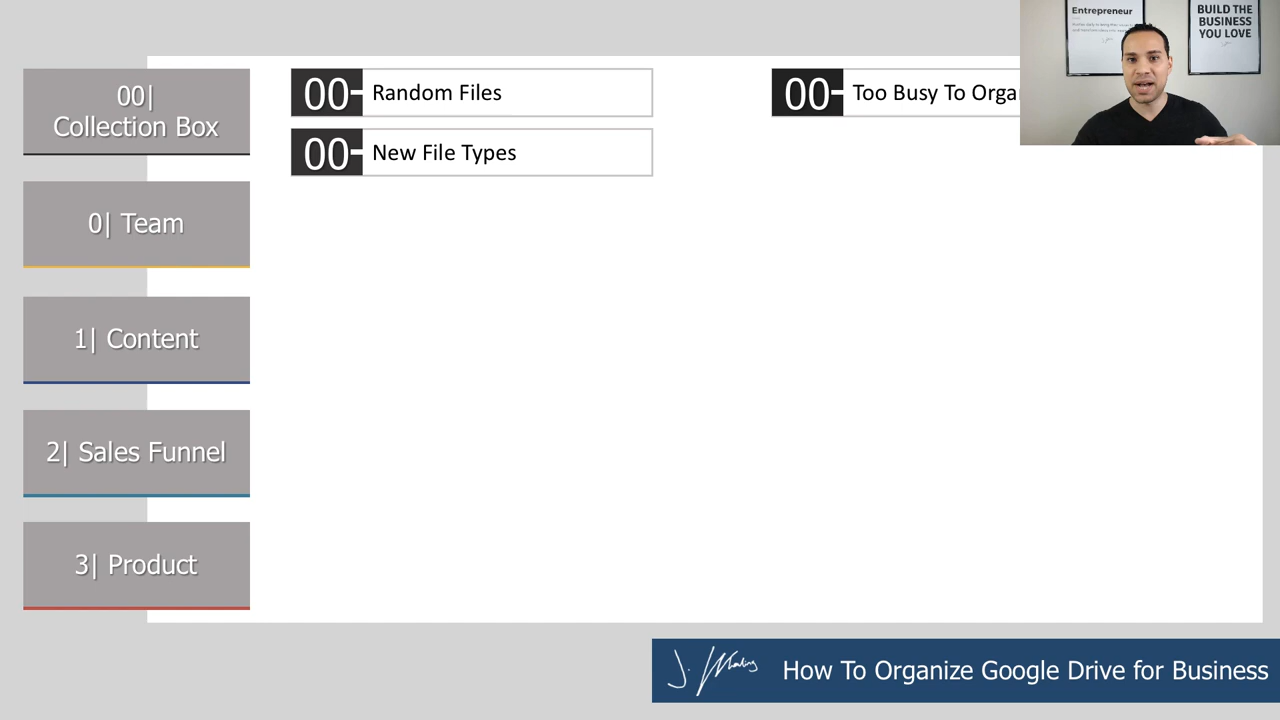 00|
Collection Box
0| Team
1| Content
2| Sales Funnel
3| Product
00- Random Files
00- New File Types
00- Too Busy To
Entrepreneur
BUILD THE
BUSINESS
YOU LOVE
How To Organize Google Drive for Business